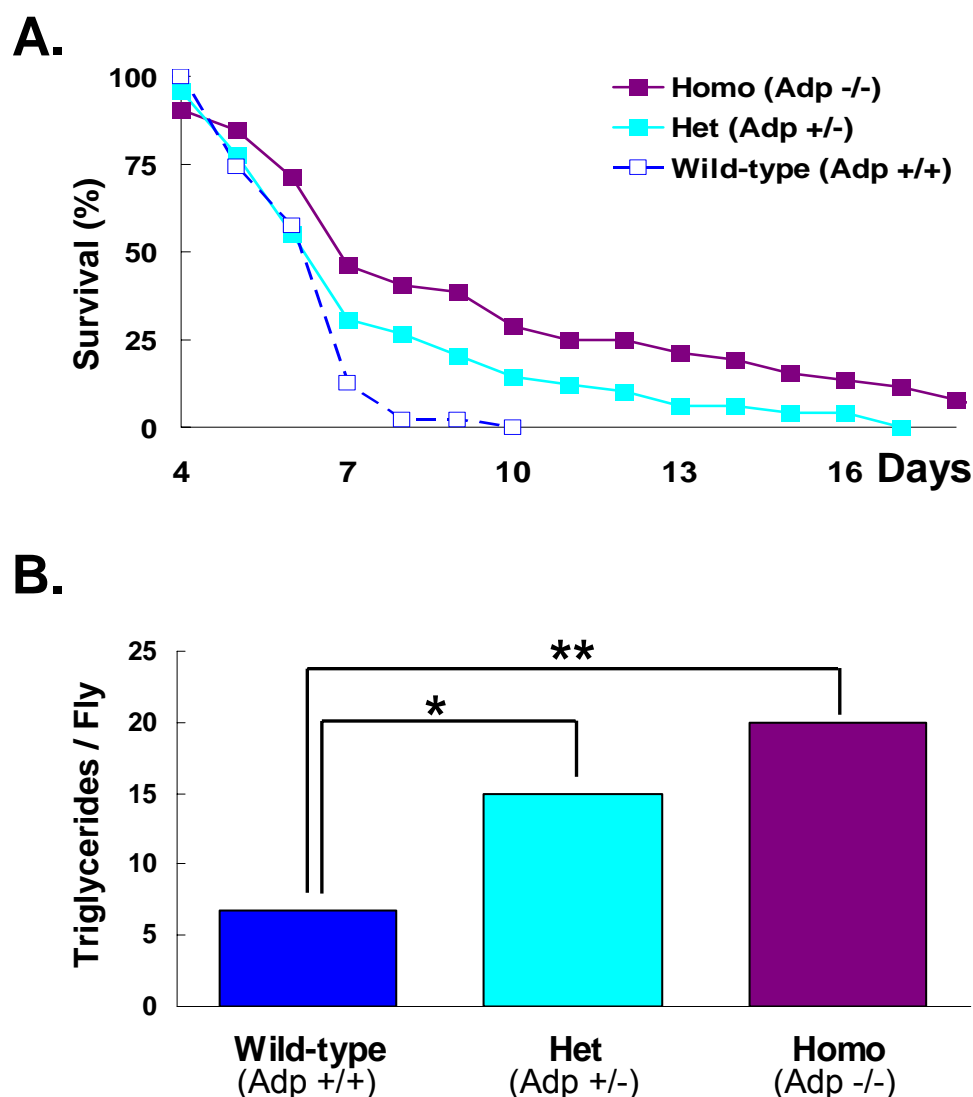 A.
100
75
50
25
0
Survival (%)
Homo (Adp -/-)
Het (Adp +/-)
Wild-type (Adp +/+)
4 7 10 13 16 Days
B.
25
20
15
10
5
0
Triglycerides / Fly
*
**
Wild-type Het Homo
(Adp +/+) (Adp +/-) (Adp -/-)